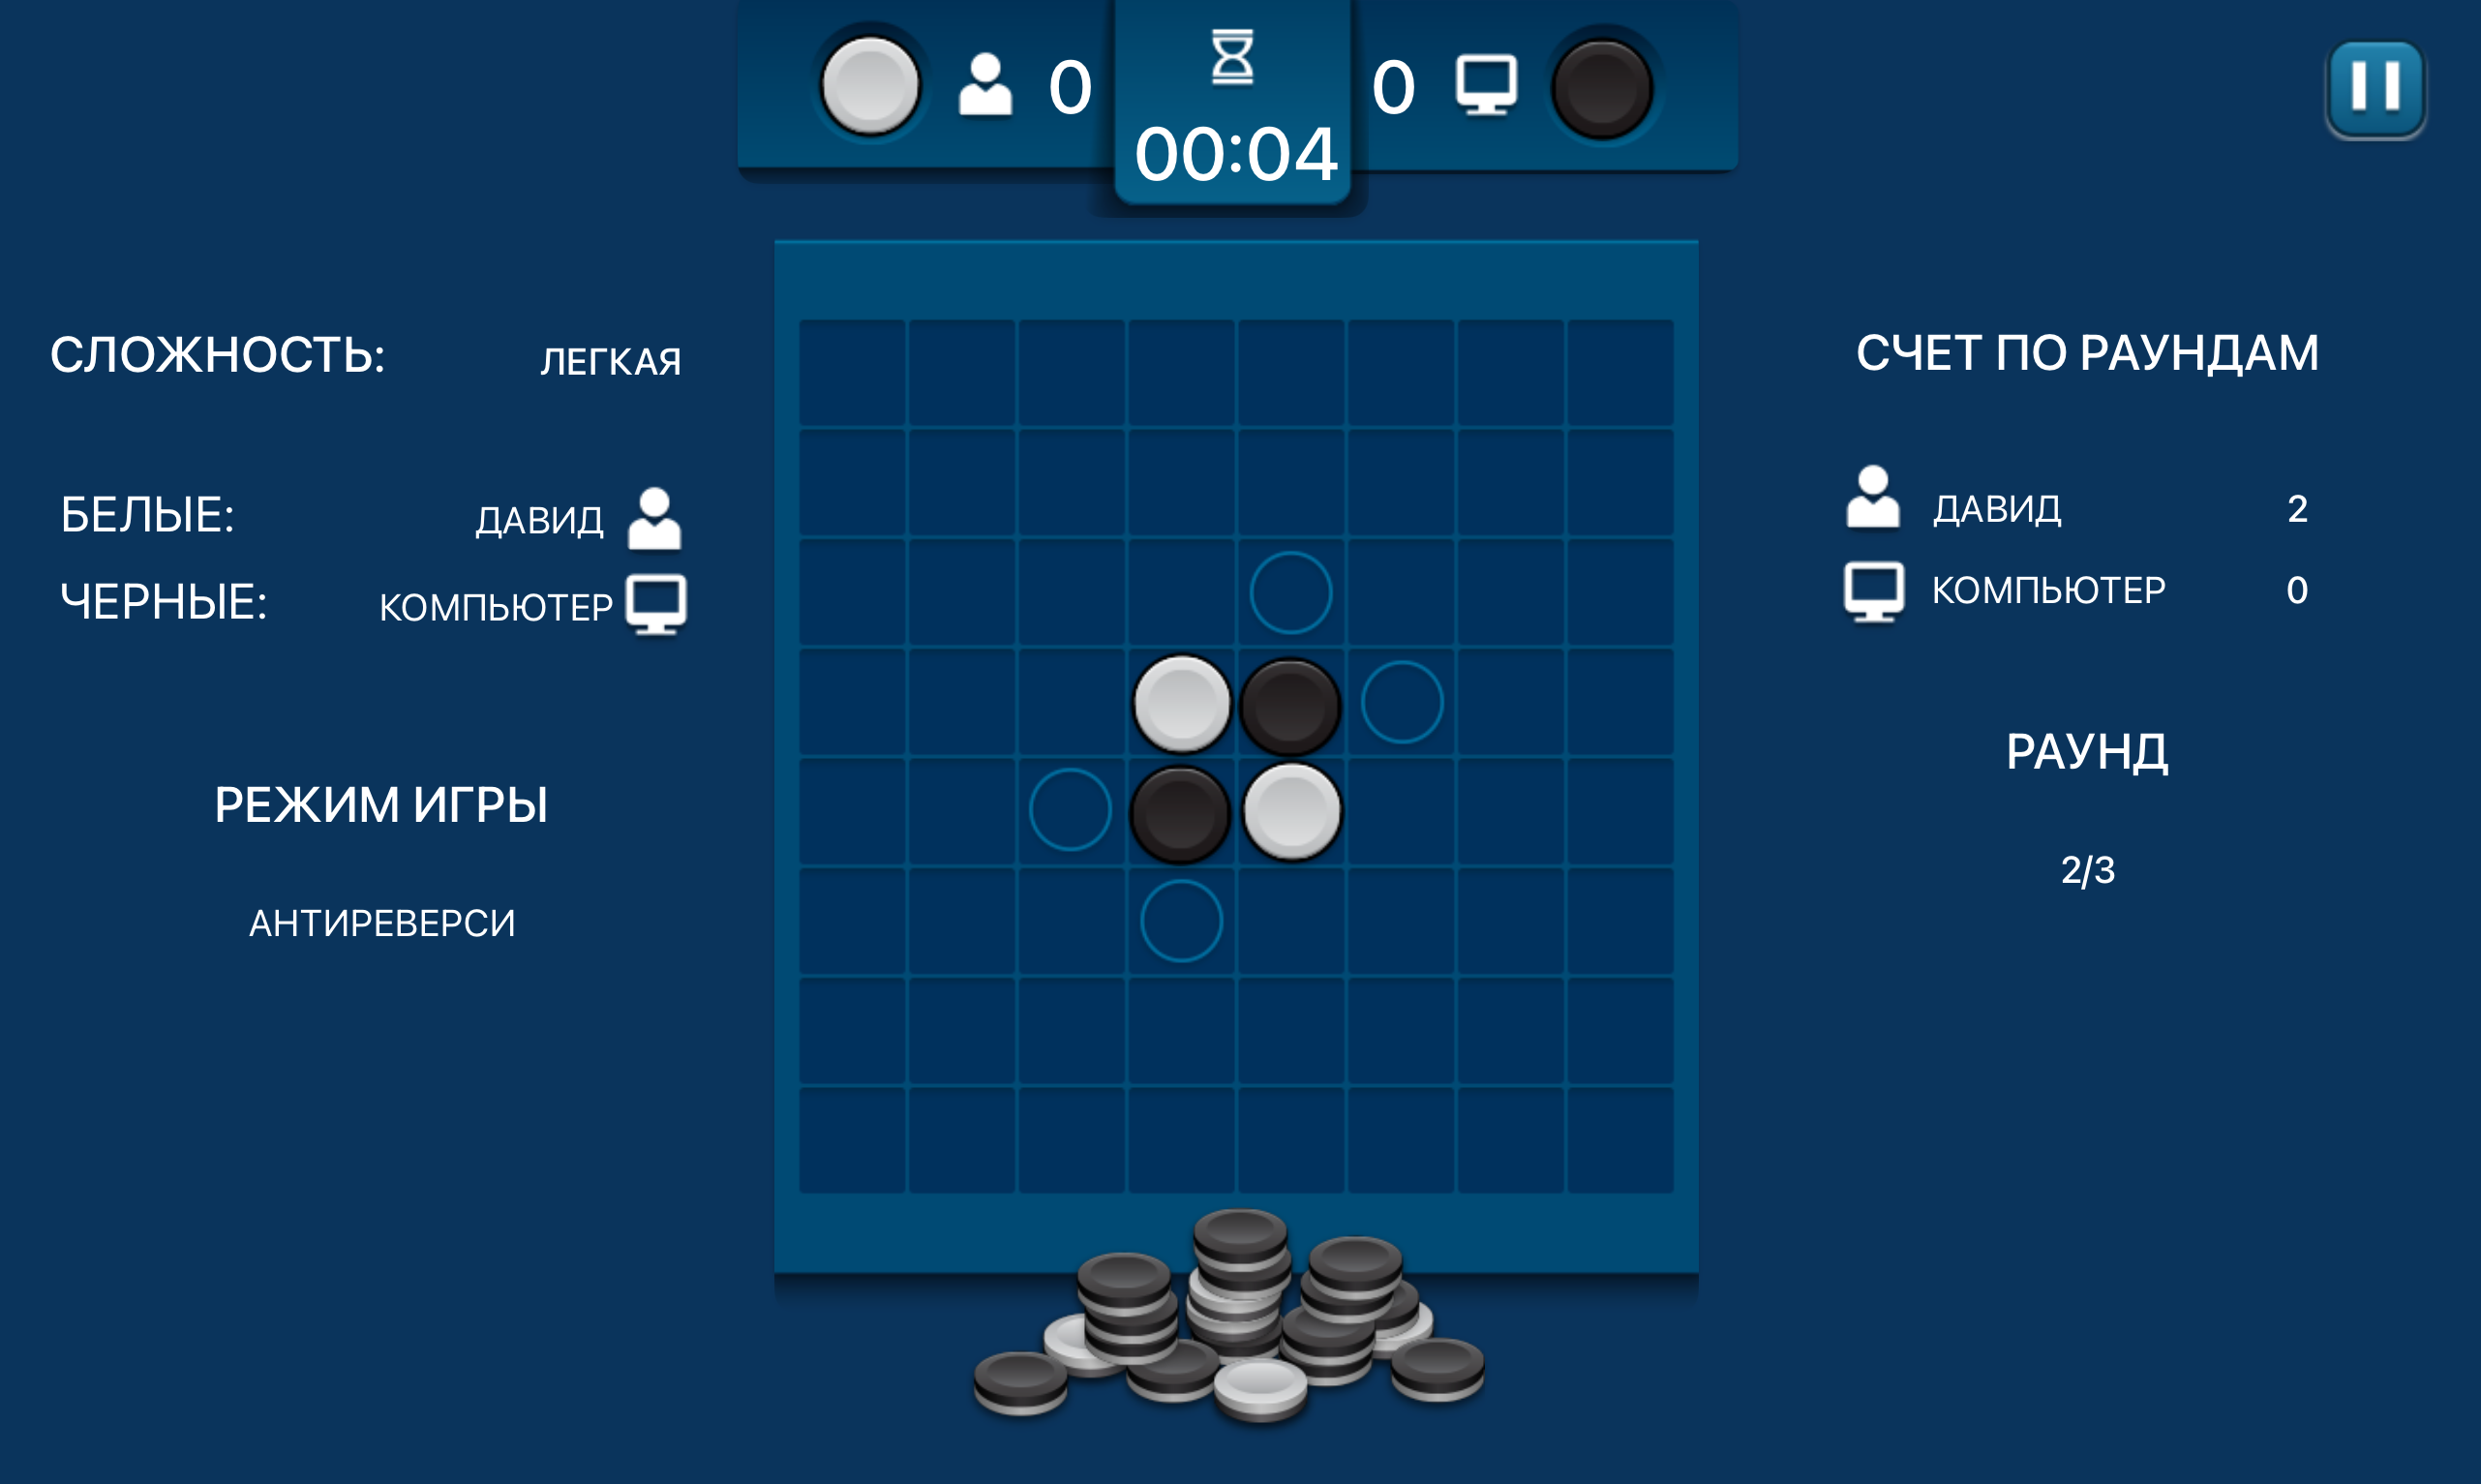 0
0
00:04
СЛОЖНОСТЬ:
ЛЕГКАЯ
БЕЛЫЕ:
ДАВИД
ЧЕРНЫЕ:
КОМПЬЮТЕР
РЕЖИМ ИГРЫ
АНТИРЕВЕРСИ
СЧЕТ ПО РАУНДАМ
ДАВИД 2
КОМПЬЮТЕР 0
РАУНД
2/3